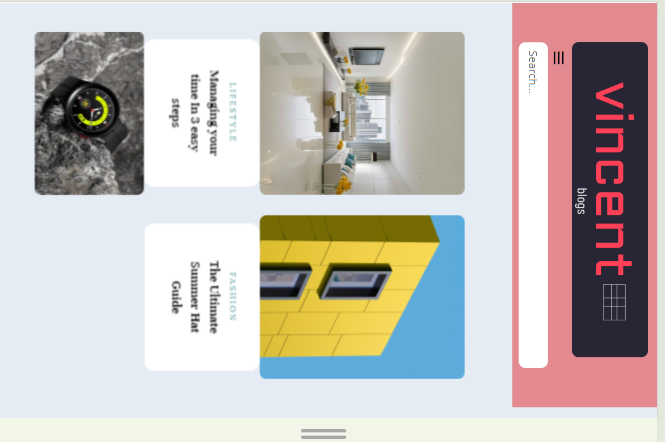 vincent
blogs
Search...
LIFESTYLE
Managing your
time In 3 easy
steps
FASHION
The Ultimate
Summer Hat
Guide